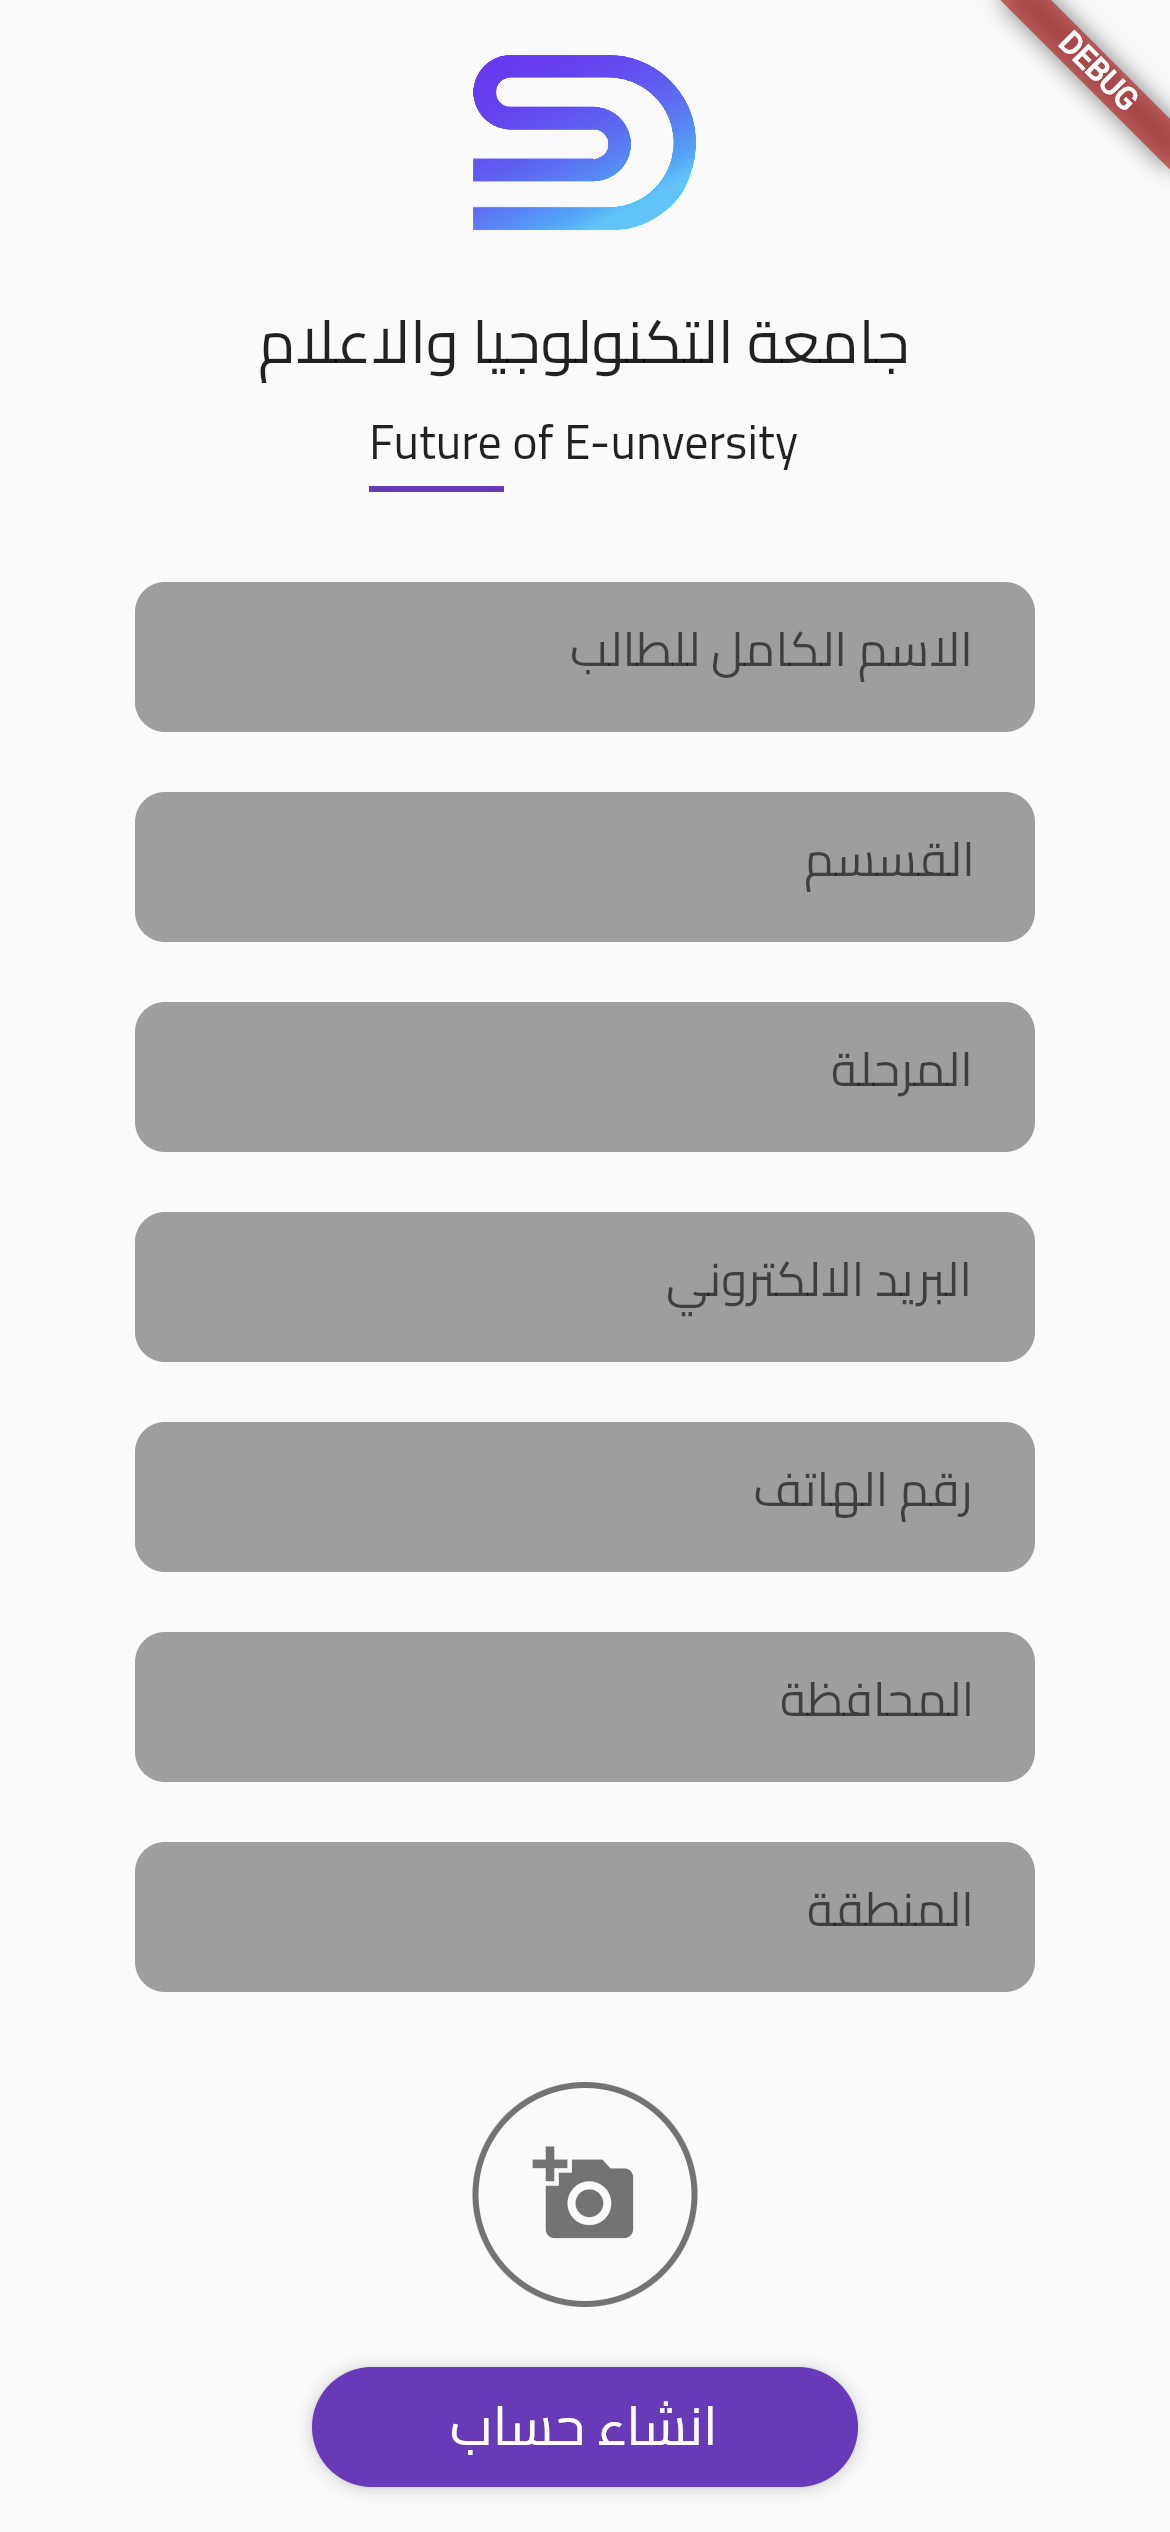 DEBUG
جامعة التكنولوجيا والاعلام
Future of E-unversity
الاسم الكامل للطالب
القسسم
المرحلة
البريد الالكتروني
رقم الهاتف
المحافظة
المنطقة
انشاء حساب